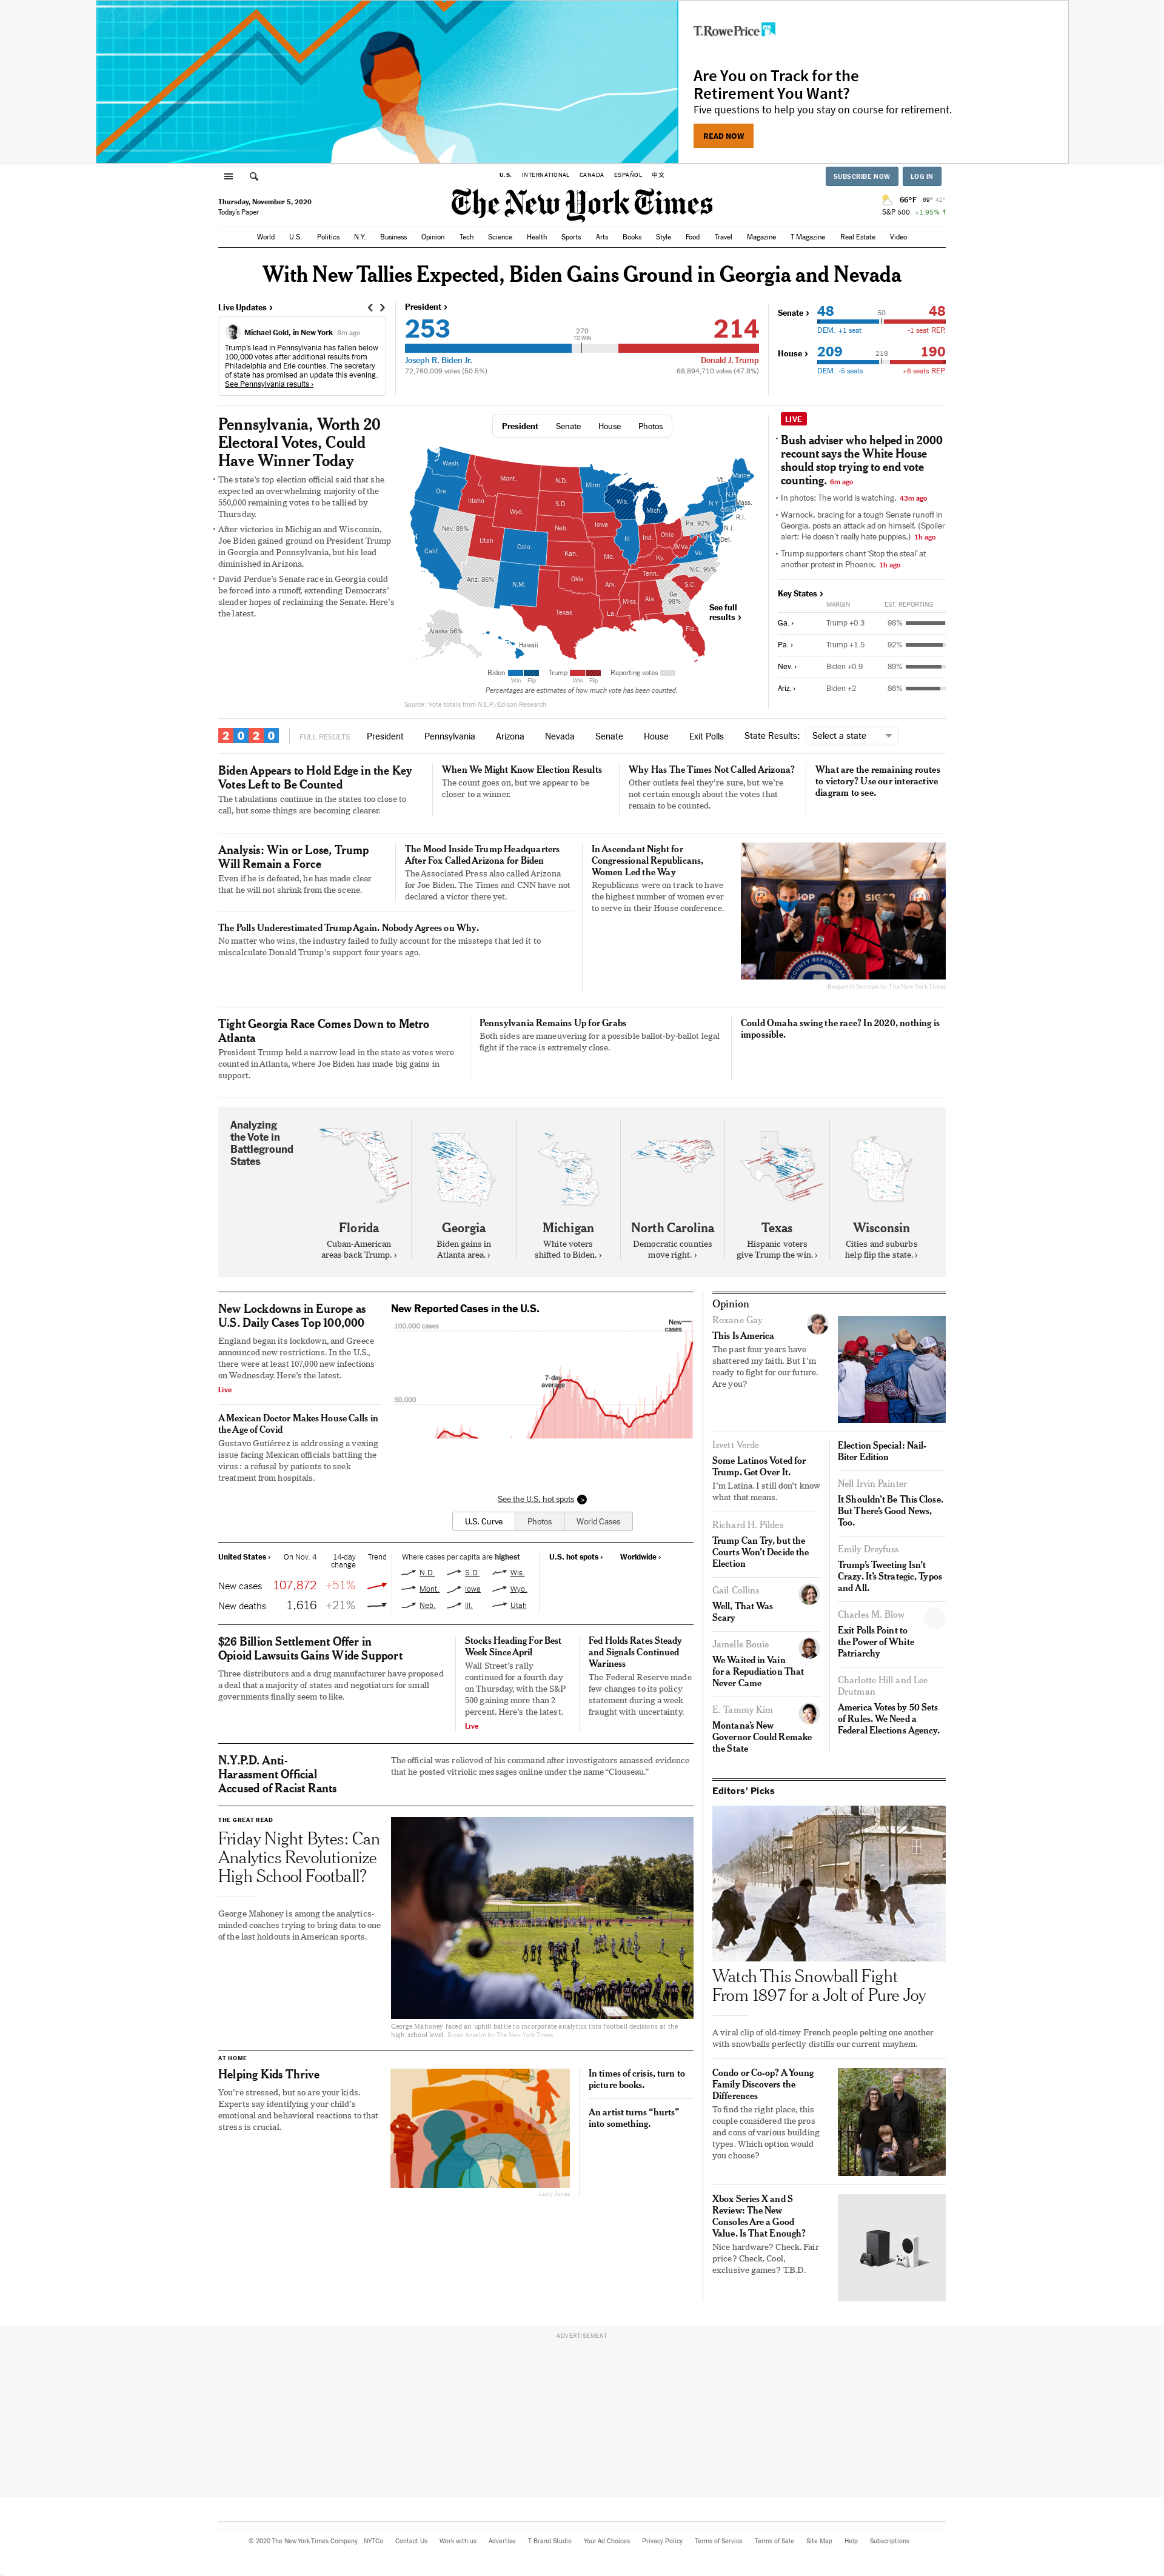 T.RowePrice
Are You on Track for the
Retirement You Want?
Five questions to help you stay on course for retirement.
READ NOW
U.S. INTERNATIONAL CANADA ESPAÑOL 中文
SUBSCRIBE NOW LOG IN
Thursday, November 5, 2020
Today's Paper
The New York Times
66°F 69° 42°
S&P 500 +1.95% ↑
World U.S. Politics N.Y. Business Opinion Tech Science Health Sports Arts Books Style Food Travel Magazine T Magazine Real Estate Video
With New Tallies Expected, Biden Gains Ground in Georgia and Nevada
Live Updates ›
Michael Gold, in New York 8m ago
Trump's lead in Pennsylvania has fallen below
100,000 votes after additional results from
Philadelphia and Erie counties. The secretary
of state has promised an update this evening.
See Pennsylvania results ›
President ›
253
270
TO WIN
214
Joseph R. Biden Jr.
Donald J. Trump
72,760,009 votes (50.5%)
68,894,710 votes (47.8%)
Senate ›
48 50 48
DEM. +1 seat -1 seat REP.
House ›
209 218 190
DEM. -5 seats +6 seats REP.
Pennsylvania, Worth 20
Electoral Votes, Could
Have Winner Today
The state's top election official said that she
expected an overwhelming majority of the
550,000 remaining votes to be tallied by
Thursday.
After victories in Michigan and Wisconsin,
Joe Biden gained ground on President Trump
in Georgia and Pennsylvania, but his lead
diminished in Arizona.
David Perdue's Senate race in Georgia could
be forced into a runoff, extending Democrats'
slender hopes of reclaiming the Senate. Here's
the latest.
President Senate House Photos
Wash.
Ore.
Calif.
Nev. 89%
Idaho
Mont.
Wyo.
Utah
Ariz. 86%
Colo.
N.M.
N.D.
S.D.
Neb.
Kan.
Okla.
Texas
Minn.
Iowa
Mo.
Ark.
La.
Wis.
Ill.
Mich.
Ind.
Ohio
Ky.
Tenn.
Miss.
Ala.
Ga.
98%
Fla.
S.C.
N.C. 95%
Va.
W.Va.
Pa. 92%
N.Y.
Vt.
N.H.
Maine
Mass.
R.I.
Conn.
N.J.
Del.
Alaska 56%
Hawaii
See full
results ›
Biden Trump Reporting votes
Win Flip Win Flip
Percentages are estimates of how much vote has been counted.
Source: Vote totals from N.E.P./Edison Research
LIVE
Bush adviser who helped in 2000
recount says the White House
should stop trying to end vote
counting. 6m ago
In photos: The world is watching. 43m ago
Warnock, bracing for a tough Senate runoff in
Georgia, posts an attack ad on himself. (Spoiler
alert: He doesn't really hate puppies.) 1h ago
Trump supporters chant 'Stop the steal' at
another protest in Phoenix. 1h ago
Key States ›
MARGIN EST. REPORTING
Ga. › Trump +0.3 98%
Pa. › Trump +1.5 92%
Nev. › Biden +0.9 89%
Ariz. › Biden +2 86%
2020 FULL RESULTS President Pennsylvania Arizona Nevada Senate House Exit Polls State Results: Select a state
Biden Appears to Hold Edge in the Key
Votes Left to Be Counted
The tabulations continue in the states too close to
call, but some things are becoming clearer.
When We Might Know Election Results
The count goes on, but we appear to be
closer to a winner.
Why Has The Times Not Called Arizona?
Other outlets feel they're sure, but we're
not certain enough about the votes that
remain to be counted.
What are the remaining routes
to victory? Use our interactive
diagram to see.
Analysis: Win or Lose, Trump
Will Remain a Force
Even if he is defeated, he has made clear
that he will not shrink from the scene.
The Mood Inside Trump Headquarters
After Fox Called Arizona for Biden
The Associated Press also called Arizona
for Joe Biden. The Times and CNN have not
declared a victor there yet.
The Polls Underestimated Trump Again. Nobody Agrees on Why.
No matter who wins, the industry failed to fully account for the missteps that led it to
miscalculate Donald Trump's support four years ago.
In Ascendant Night for
Congressional Republicans,
Women Led the Way
Republicans were on track to have
the highest number of women ever
to serve in their House conference.
Benjamin Norman for The New York Times
Tight Georgia Race Comes Down to Metro
Atlanta
President Trump held a narrow lead in the state as votes were
counted in Atlanta, where Joe Biden has made big gains in
support.
Pennsylvania Remains Up for Grabs
Both sides are maneuvering for a possible ballot-by-ballot legal
fight if the race is extremely close.
Could Omaha swing the race? In 2020, nothing is
impossible.
Analyzing
the Vote in
Battleground
States
Florida
Cuban-American
areas back Trump. ›
Georgia
Biden gains in
Atlanta area. ›
Michigan
White voters
shifted to Biden. ›
North Carolina
Democratic counties
move right. ›
Texas
Hispanic voters
give Trump the win. ›
Wisconsin
Cities and suburbs
help flip the state. ›
New Lockdowns in Europe as
U.S. Daily Cases Top 100,000
England began its lockdown, and Greece
announced new restrictions. In the U.S.,
there were at least 107,000 new infections
on Wednesday. Here's the latest.
Live
A Mexican Doctor Makes House Calls in
the Age of Covid
Gustavo Gutiérrez is addressing a vexing
issue facing Mexican officials battling the
virus: a refusal by patients to seek
treatment from hospitals.
New Reported Cases in the U.S.
100,000 cases
New
cases
7-day
average
50,000
See the U.S. hot spots
U.S. Curve Photos World Cases
United States › On Nov. 4 14-day
change Trend
New cases 107,872 +51%
New deaths 1,616 +21%
Where cases per capita are highest
N.D. S.D. Wis.
Mont. Iowa Wyo.
Neb. Ill. Utah
U.S. hot spots › Worldwide ›
$26 Billion Settlement Offer in
Opioid Lawsuits Gains Wide Support
Three distributors and a drug manufacturer have proposed
a deal that a majority of states and negotiators for small
governments finally seem to like.
Stocks Heading For Best
Week Since April
Wall Street's rally
continued for a fourth day
on Thursday, with the S&P
500 gaining more than 2
percent. Here's the latest.
Live
Fed Holds Rates Steady
and Signals Continued
Wariness
The Federal Reserve made
few changes to its policy
statement during a week
fraught with uncertainty.
N.Y.P.D. Anti-
Harassment Official
Accused of Racist Rants
The official was relieved of his command after investigators amassed evidence
that he posted vitriolic messages online under the name "Clouseau."
THE GREAT READ
Friday Night Bytes: Can
Analytics Revolutionize
High School Football?
George Mahoney is among the analytics-
minded coaches trying to bring data to one
of the last holdouts in American sports.
George Mahoney faced an uphill battle to incorporate analytics into football decisions at the
high school level. Bryan Anselm for The New York Times
AT HOME
Helping Kids Thrive
You're stressed, but so are your kids.
Experts say identifying your child's
emotional and behavioral reactions to that
stress is crucial.
Lucy Jones
In times of crisis, turn to
picture books.
An artist turns "hurts"
into something.
Opinion
Roxane Gay
This Is America
The past four years have
shattered my faith. But I'm
ready to fight for our future.
Are you?
Isvett Verde
Some Latinos Voted for
Trump. Get Over It.
I'm Latina. I still don't know
what that means.
Richard H. Pildes
Trump Can Try, but the
Courts Won't Decide the
Election
Gail Collins
Well, That Was
Scary
Jamelle Bouie
We Waited in Vain
for a Repudiation That
Never Came
E. Tammy Kim
Montana's New
Governor Could Remake
the State
Election Special: Nail-
Biter Edition
Nell Irvin Painter
It Shouldn't Be This Close.
But There's Good News,
Too.
Emily Dreyfuss
Trump's Tweeting Isn't
Crazy. It's Strategic, Typos
and All.
Charles M. Blow
Exit Polls Point to
the Power of White
Patriarchy
Charlotte Hill and Lee
Drutman
America Votes by 50 Sets
of Rules. We Need a
Federal Elections Agency.
Editors' Picks
Watch This Snowball Fight
From 1897 for a Jolt of Pure Joy
A viral clip of old-timey French people pelting one another
with snowballs perfectly distills our current mayhem.
Condo or Co-op? A Young
Family Discovers the
Differences
To find the right place, this
couple considered the pros
and cons of various building
types. Which option would
you choose?
Xbox Series X and S
Review: The New
Consoles Are a Good
Value. Is That Enough?
Nice hardware? Check. Fair
price? Check. Cool,
exclusive games? T.B.D.
ADVERTISEMENT
© 2020 The New York Times Company NYTCo Contact Us Work with us Advertise T Brand Studio Your Ad Choices Privacy Policy Terms of Service Terms of Sale Site Map Help Subscriptions